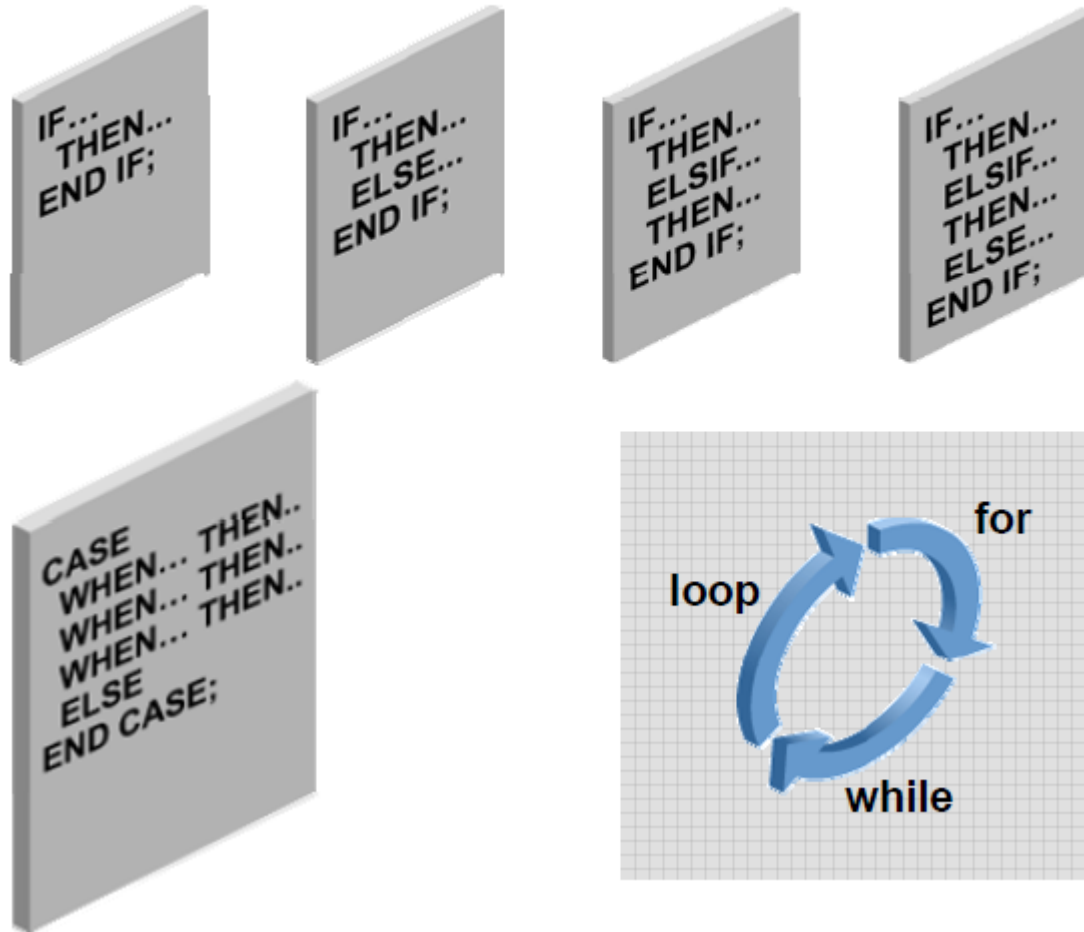 IF...
THEN...
END IF;
IF...
THEN...
ELSE...
END IF;
IF...
THEN...
ELSIF...
THEN...
END IF;
IF...
THEN...
ELSIF...
THEN...
ELSE...
END IF;
CASE
WHEN... THEN..
WHEN... THEN..
WHEN... THEN..
ELSE
END CASE;
for
loop
while